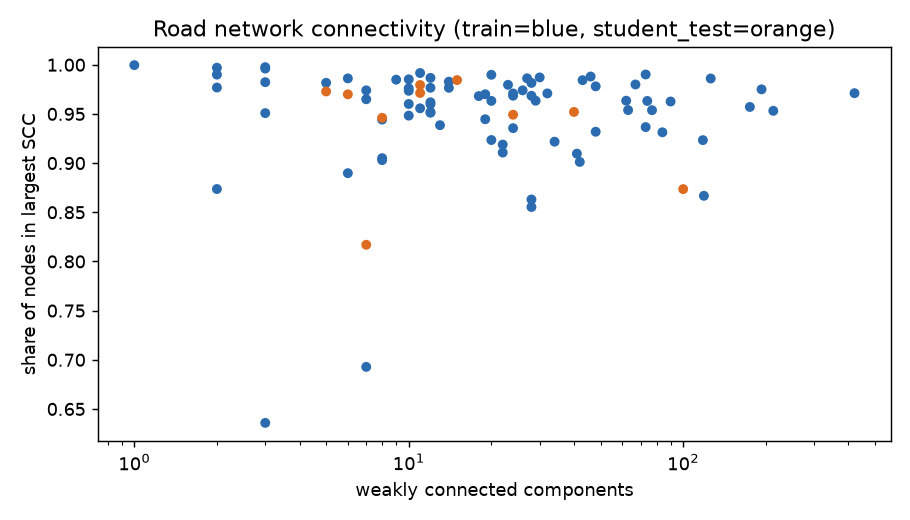 Road network connectivity (train=blue, student_test=orange)
share of nodes in largest SCC
1.00
0.95
0.90
0.85
0.80
0.75
0.70
0.65
10⁰ 10¹ 10²
weakly connected components